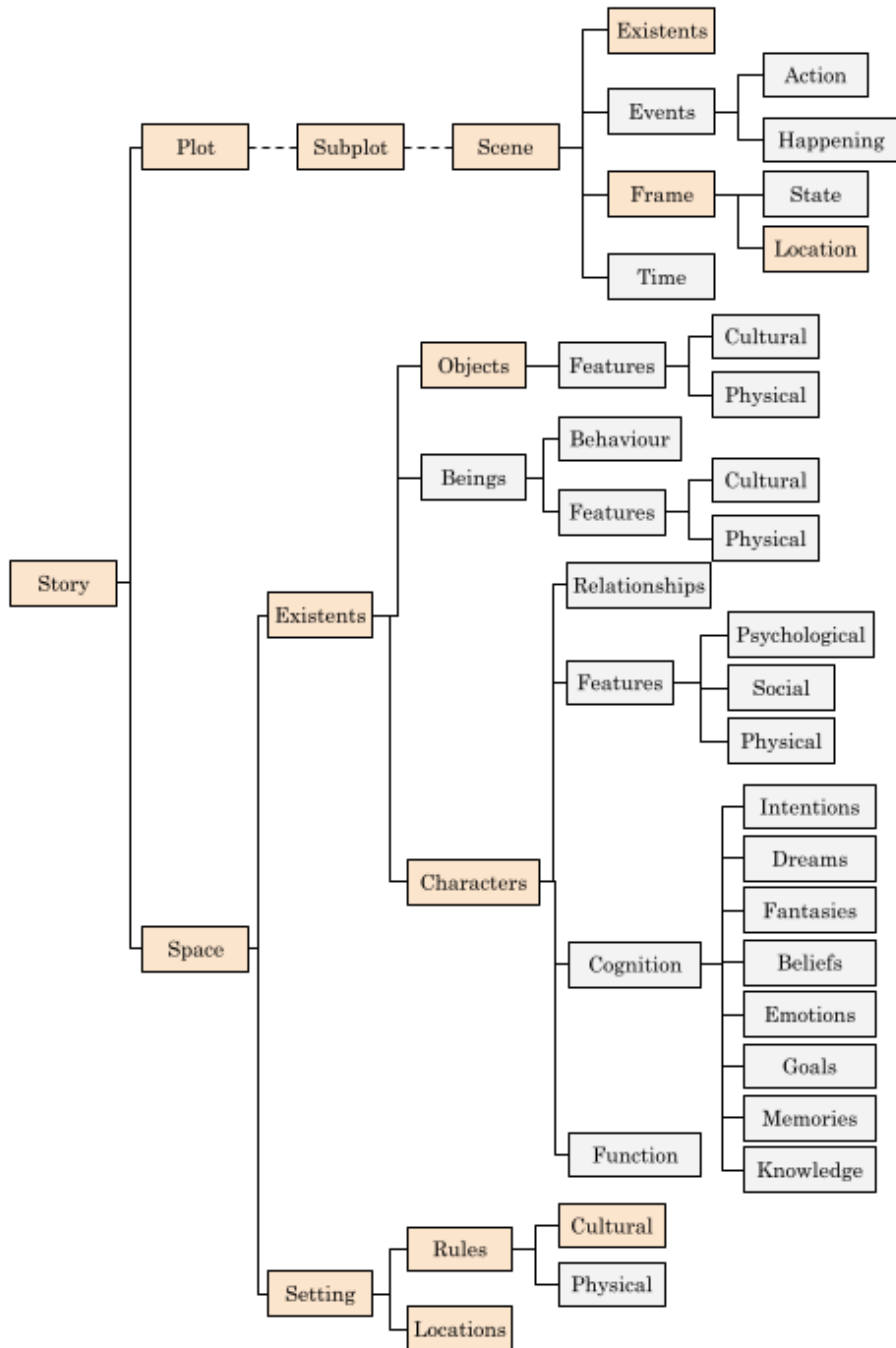 Existents
Action
Events
Plot
Subplot
Scene
Happening
Frame
State
Location
Time
Cultural
Objects
Features
Physical
Behaviour
Beings
Cultural
Features
Physical
Story
Relationships
Existents
Psychological
Features
Social
Physical
Intentions
Characters
Dreams
Fantasies
Space
Cognition
Beliefs
Emotions
Goals
Memories
Function
Knowledge
Cultural
Rules
Physical
Setting
Locations